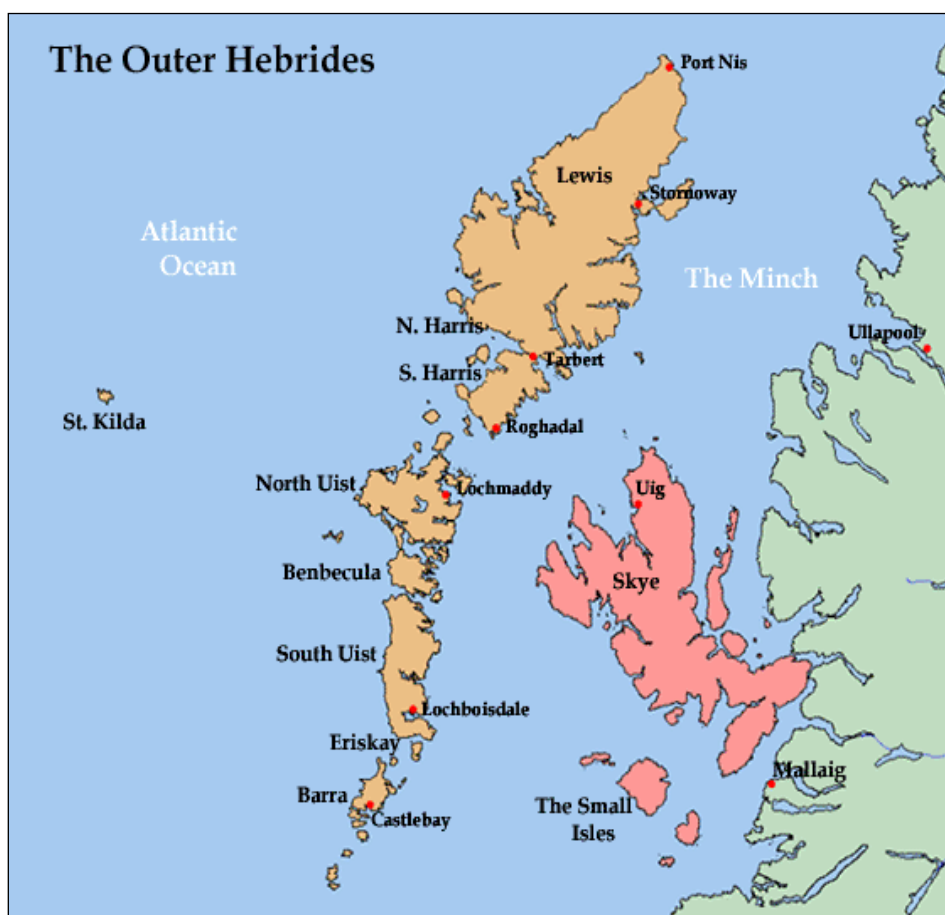 The Outer Hebrides
Port Nis
Lewis
Stornoway
Atlantic
Ocean
The Minch
N. Harris
Ullapool
Tarbert
S. Harris
St. Kilda
Roghadal
North Uist
Lochmaddy
Uig
Benbecula
Skye
South Uist
Lochboisdale
Eriskay
Mallaig
Barra
The Small
Isles
Castlebay